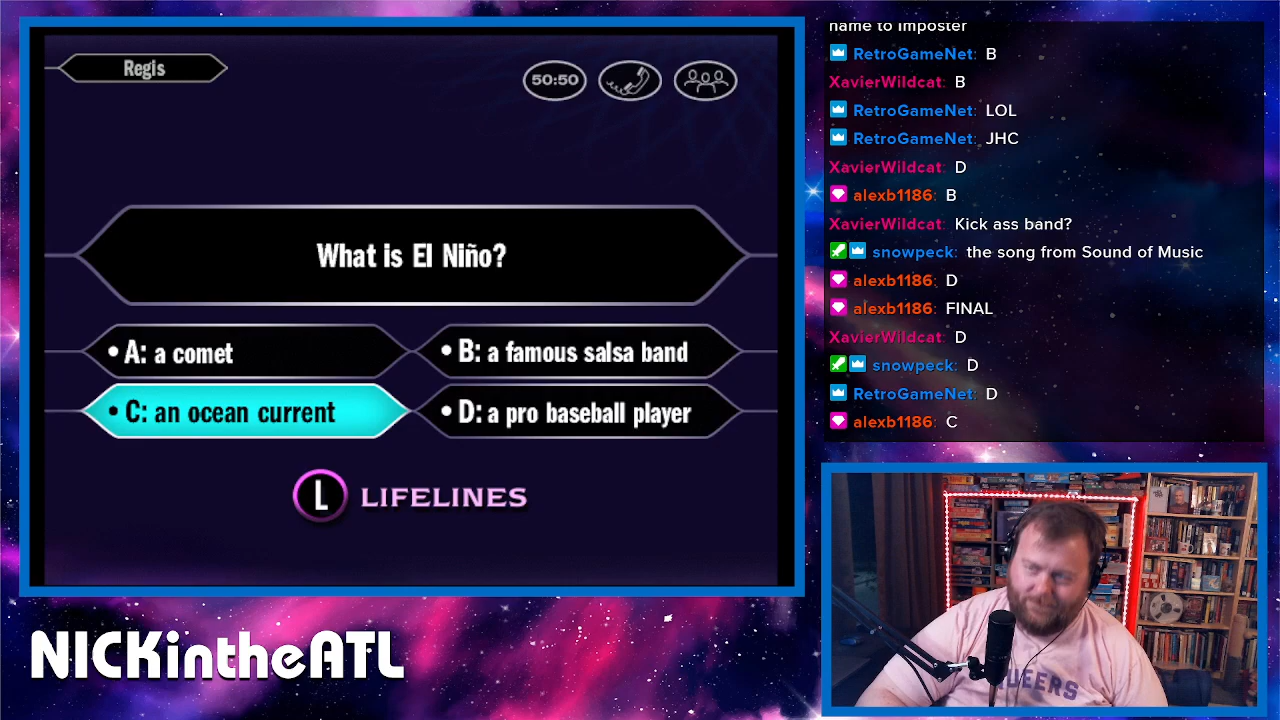 Regis
50:50
What is El Niño?
• A: a comet
• B: a famous salsa band
• C: an ocean current
• D: a pro baseball player
L LIFELINES
NICKintheATL
name to imposter
RetroGameNet: B
XavierWildcat: B
RetroGameNet: LOL
RetroGameNet: JHC
XavierWildcat: D
alexb1186: B
XavierWildcat: Kick ass band?
snowpeck: the song from Sound of Music
alexb1186: D
alexb1186: FINAL
XavierWildcat: D
snowpeck: D
RetroGameNet: D
alexb1186: C